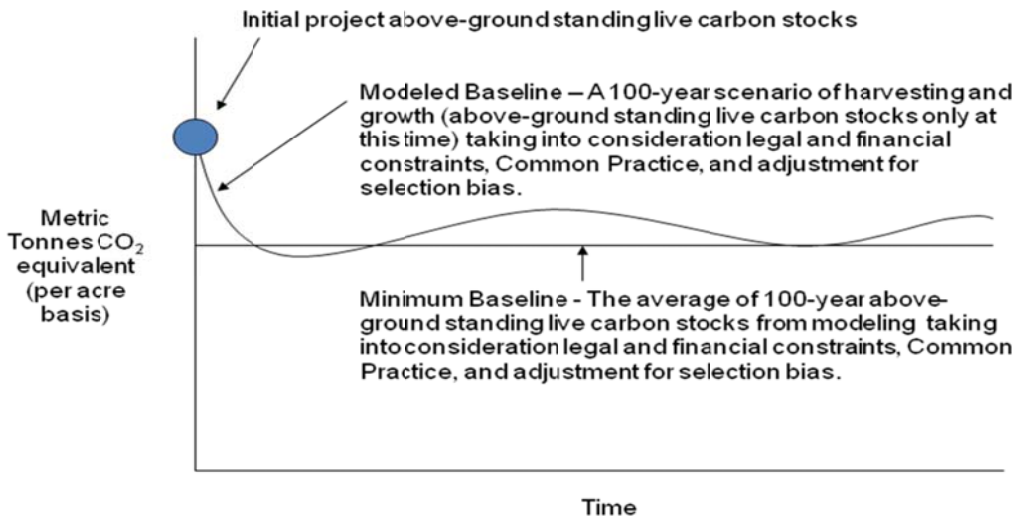 Initial project above-ground standing live carbon stocks
Modeled Baseline – A 100-year scenario of harvesting and
growth (above-ground standing live carbon stocks only at
this time) taking into consideration legal and financial
constraints, Common Practice, and adjustment for
selection bias.
Metric
Tonnes CO₂
equivalent
(per acre
basis)
Minimum Baseline - The average of 100-year above-
ground standing live carbon stocks from modeling taking
into consideration legal and financial constraints, Common
Practice, and adjustment for selection bias.
Time